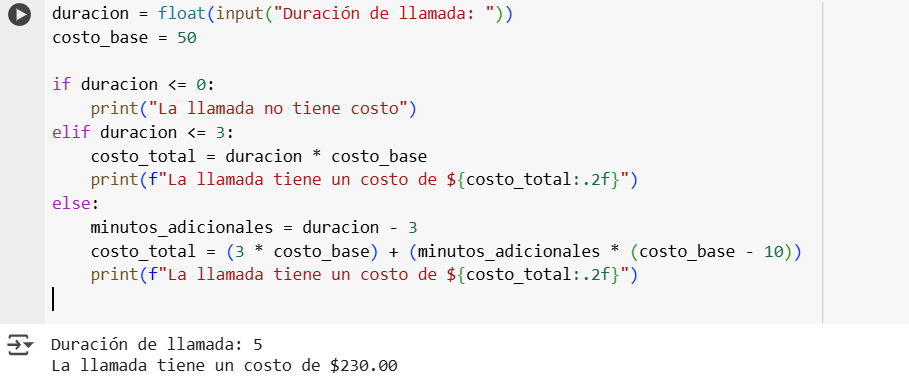 duracion = float(input("Duración de llamada: "))
costo_base = 50

if duracion <= 0:
    print("La llamada no tiene costo")
elif duracion <= 3:
    costo_total = duracion * costo_base
    print(f"La llamada tiene un costo de ${costo_total:.2f}")
else:
    minutos_adicionales = duracion - 3
    costo_total = (3 * costo_base) + (minutos_adicionales * (costo_base - 10))
    print(f"La llamada tiene un costo de ${costo_total:.2f}")

Duración de llamada: 5
La llamada tiene un costo de $230.00